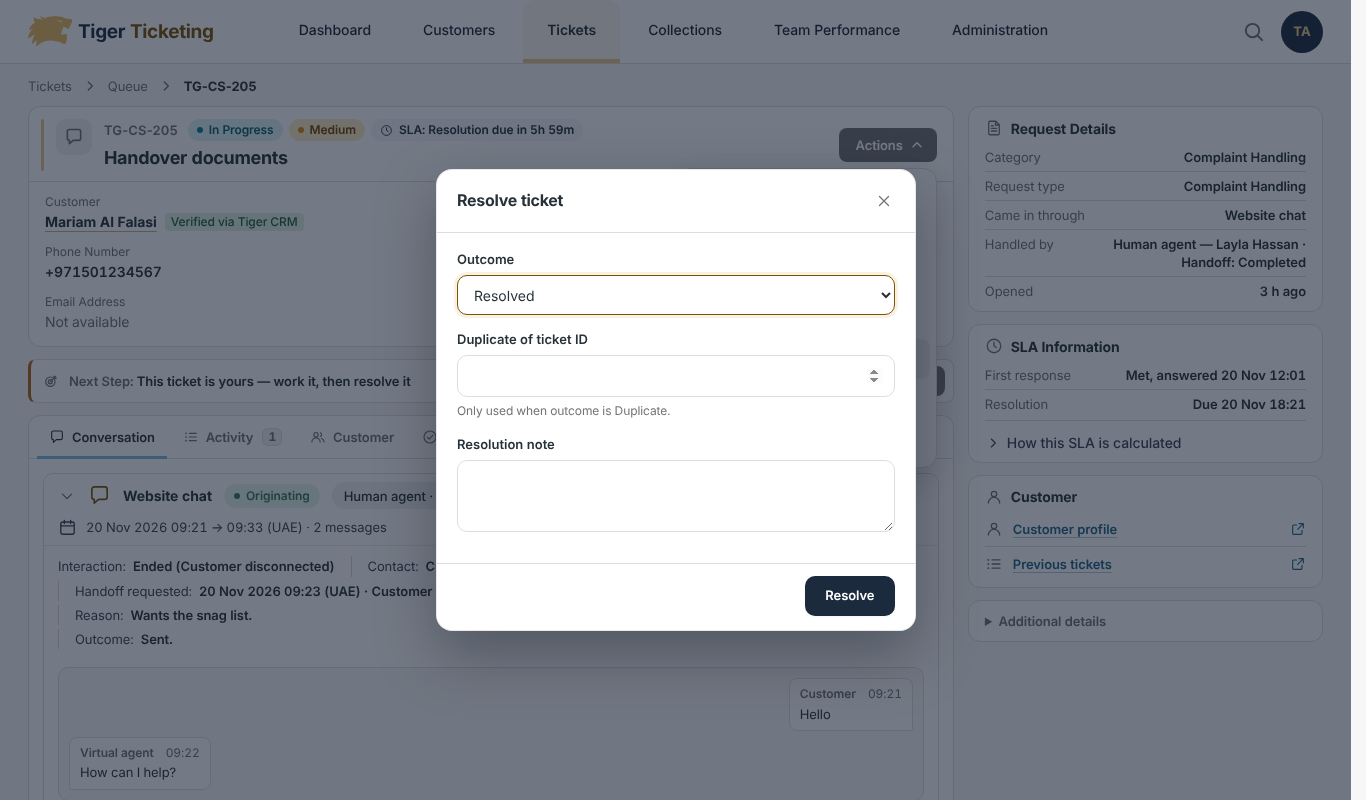 Tiger Ticketing
Dashboard
Customers
Tickets
Collections
Team Performance
Administration
TA
Tickets > Queue > TG-CS-205
TG-CS-205 In Progress Medium SLA: Resolution due in 5h 59m
Handover documents
Actions
Customer
Mariam Al Falasi Verified via Tiger CRM
Phone Number
+971501234567
Email Address
Not available
Next Step: This ticket is yours — work it, then resolve it
Conversation
Activity 1
Customer
Website chat Originating Human agent ·
20 Nov 2026 09:21 → 09:33 (UAE) · 2 messages
Interaction: Ended (Customer disconnected) Contact:
Handoff requested: 20 Nov 2026 09:23 (UAE) · Customer
Reason: Wants the snag list.
Outcome: Sent.
Customer 09:21
Hello
Virtual agent 09:22
How can I help?
Resolve ticket
Outcome
Resolved
Duplicate of ticket ID
Only used when outcome is Duplicate.
Resolution note
Resolve
Request Details
Category Complaint Handling
Request type Complaint Handling
Came in through Website chat
Handled by Human agent — Layla Hassan ·
Handoff: Completed
Opened 3 h ago
SLA Information
First response Met, answered 20 Nov 12:01
Resolution Due 20 Nov 18:21
How this SLA is calculated
Customer
Customer profile
Previous tickets
Additional details